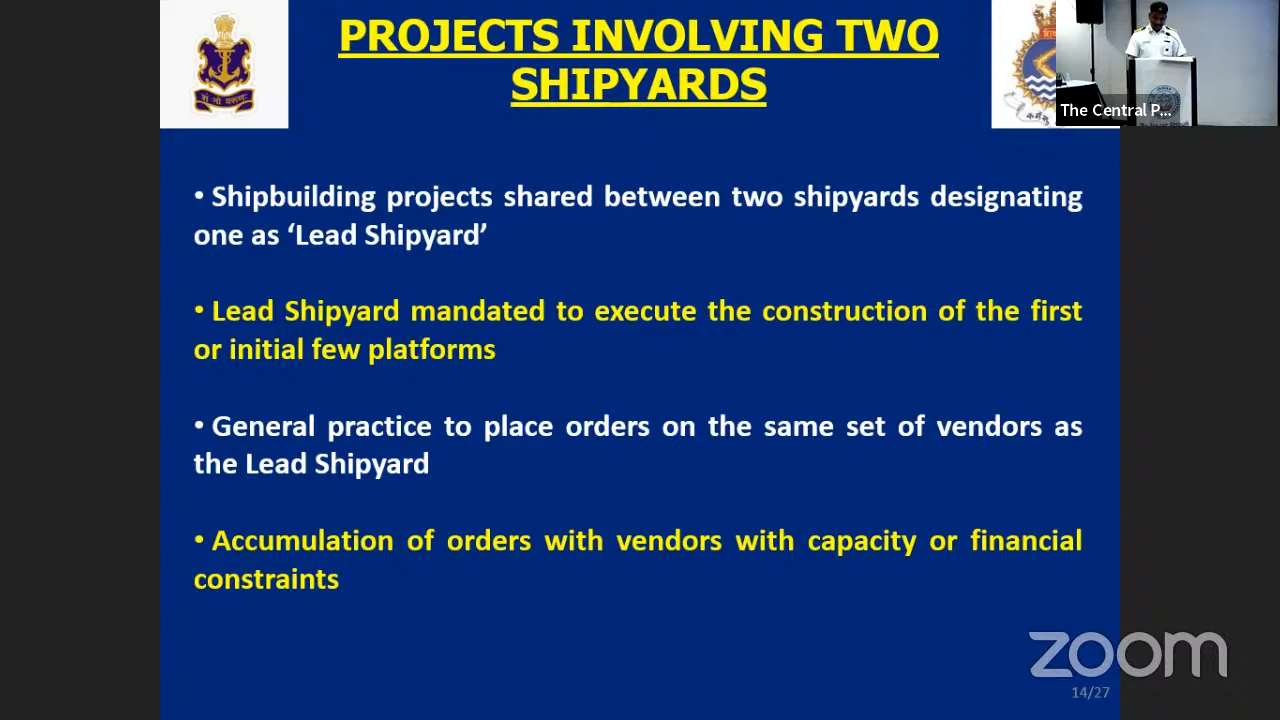 PROJECTS INVOLVING TWO
SHIPYARDS
The Central P...
• Shipbuilding projects shared between two shipyards designating
one as ‘Lead Shipyard’
• Lead Shipyard mandated to execute the construction of the first
or initial few platforms
• General practice to place orders on the same set of vendors as
the Lead Shipyard
• Accumulation of orders with vendors with capacity or financial
constraints
zoom
14/27